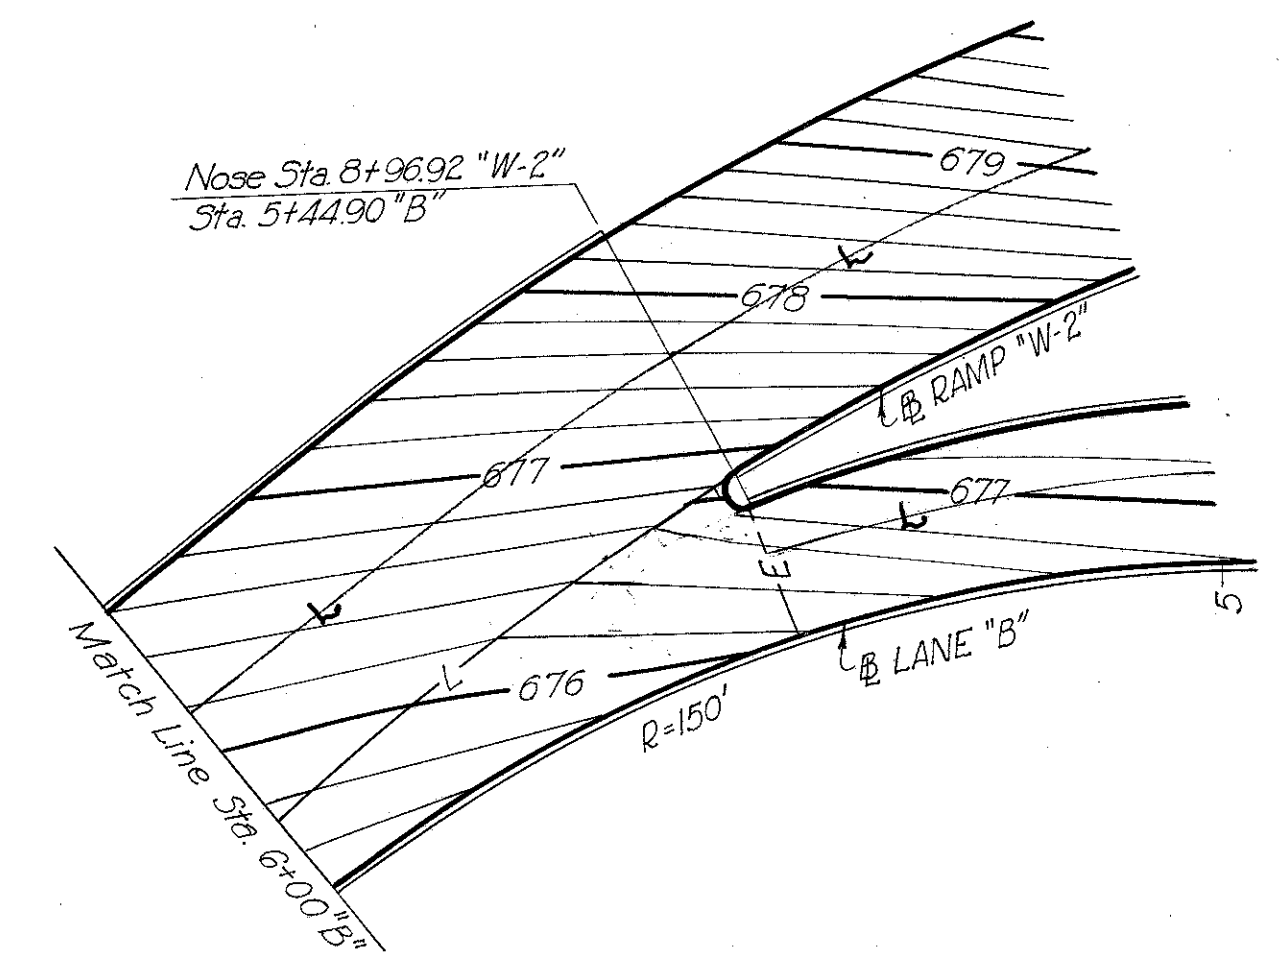 Nose Sta. 8+96.92 "W-2"
Sta. 5+44.90 "B"
679
678
℄ RAMP "W-2"
677
677
L
L
L
L
E
5
℄ LANE "B"
676
R=150'
Match Line Sta. 6+00 "B"